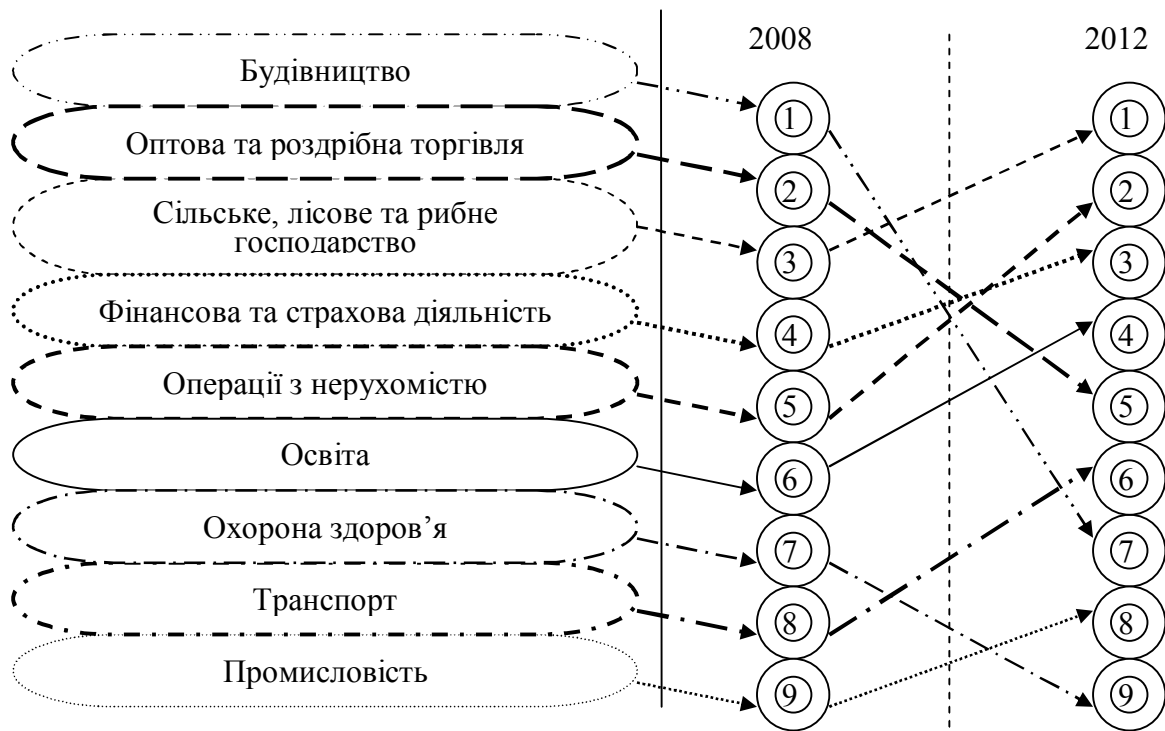 2008 2012
Будівництво
1 1
Оптова та роздрібна торгівля
2 2
Сільське, лісове та рибне
господарство
3 3
Фінансова та страхова діяльність
4 4
Операції з нерухомістю
5 5
Освіта
6 6
Охорона здоров’я
7 7
Транспорт
8 8
Промисловість
9 9